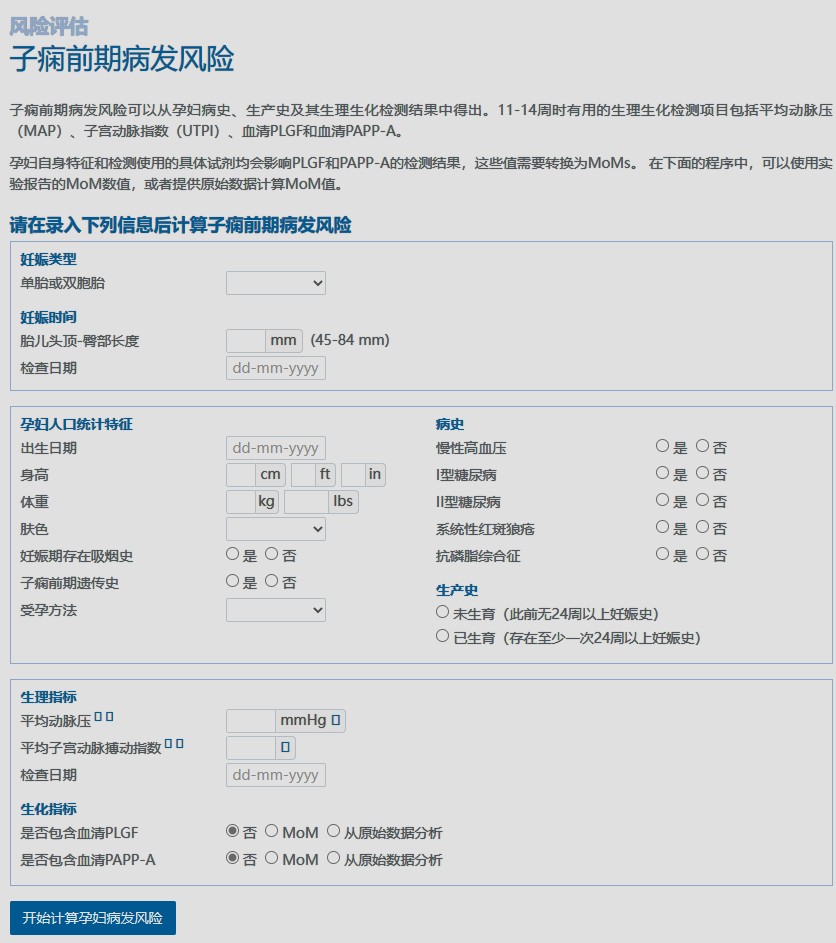 风险评估
子痫前期病发风险
子痫前期病发风险可以从孕妇病史、生产史及其生理生化检测结果中得出。11-14周时有用的生理生化检测项目包括平均动脉压
（MAP）、子宫动脉指数（UTPI）、血清PLGF和血清PAPP-A。
孕妇自身特征和检测使用的具体试剂均会影响PLGF和PAPP-A的检测结果，这些值需要转换为MoMs。 在下面的程序中，可以使用实
验报告的MoM数值，或者提供原始数据计算MoM值。
请在录入下列信息后计算子痫前期病发风险
妊娠类型
单胎或双胞胎
妊娠时间
胎儿头顶-臀部长度 mm (45-84 mm)
检查日期 dd-mm-yyyy
孕妇人口统计特征
出生日期 dd-mm-yyyy
身高 cm ft in
体重 kg lbs
肤色
妊娠期存在吸烟史 是 否
子痫前期遗传史 是 否
受孕方法
病史
慢性高血压 是 否
I型糖尿病 是 否
II型糖尿病 是 否
系统性红斑狼疮 是 否
抗磷脂综合征 是 否
生产史
未生育（此前无24周以上妊娠史）
已生育（存在至少一次24周以上妊娠史）
生理指标
平均动脉压 mmHg
平均子宫动脉搏动指数
检查日期 dd-mm-yyyy
生化指标
是否包含血清PLGF 否 MoM 从原始数据分析
是否包含血清PAPP-A 否 MoM 从原始数据分析
开始计算孕妇病发风险